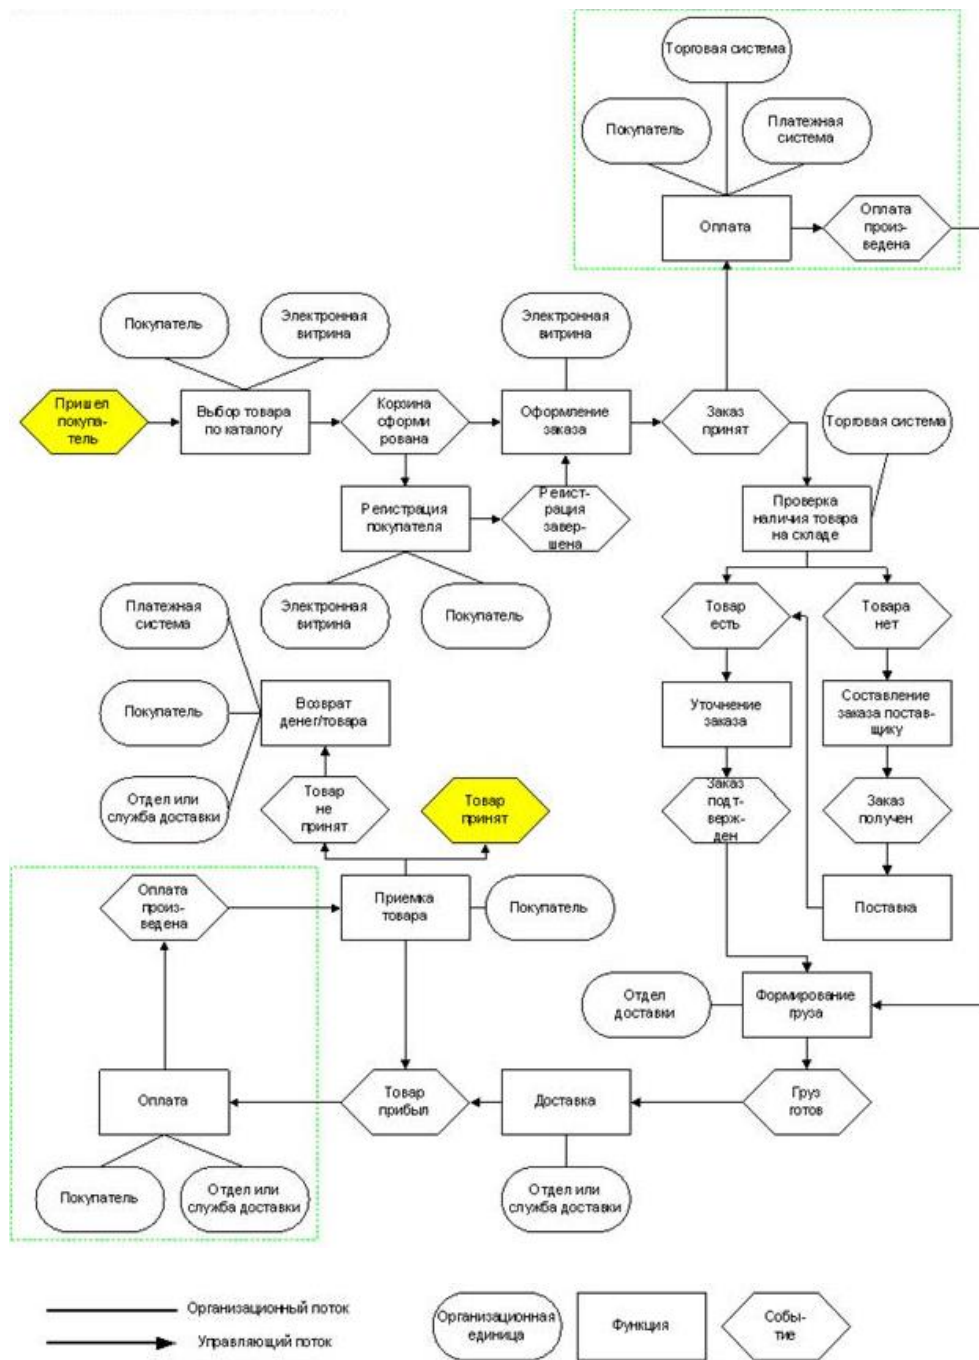 Торговая система
Покупатель
Платежная
система
Оплата
Оплата
произ-
ведена
Покупатель
Электронная
витрина
Электронная
витрина
Пришел
покупа-
тель
Выбор товара
по каталогу
Корзина
сформи
рована
Оформление
заказа
Заказ
принят
Торговая система
Регистрация
покупателя
Регист-
рация
завер-
шена
Проверка
наличия товара
на складе
Платежная
система
Электронная
витрина
Покупатель
Товар
есть
Товара
нет
Покупатель
Возврат
денег/товара
Уточнение
заказа
Составление
заказа постав-
щику
Отдел или
служба доставки
Товар
не
принят
Товар
принят
Заказ
подт-
вержд-
ден
Заказ
получен
Оплата
произ-
ведена
Приемка
товара
Покупатель
Поставка
Отдел
доставки
Формирование
груза
Оплата
Товар
прибыл
Доставка
Груз
готов
Покупатель
Отдел или
служба доставки
Отдел или
служба доставки
Организационный поток
Управляющий поток
Организационная
единица
Функция
Собы-
тие